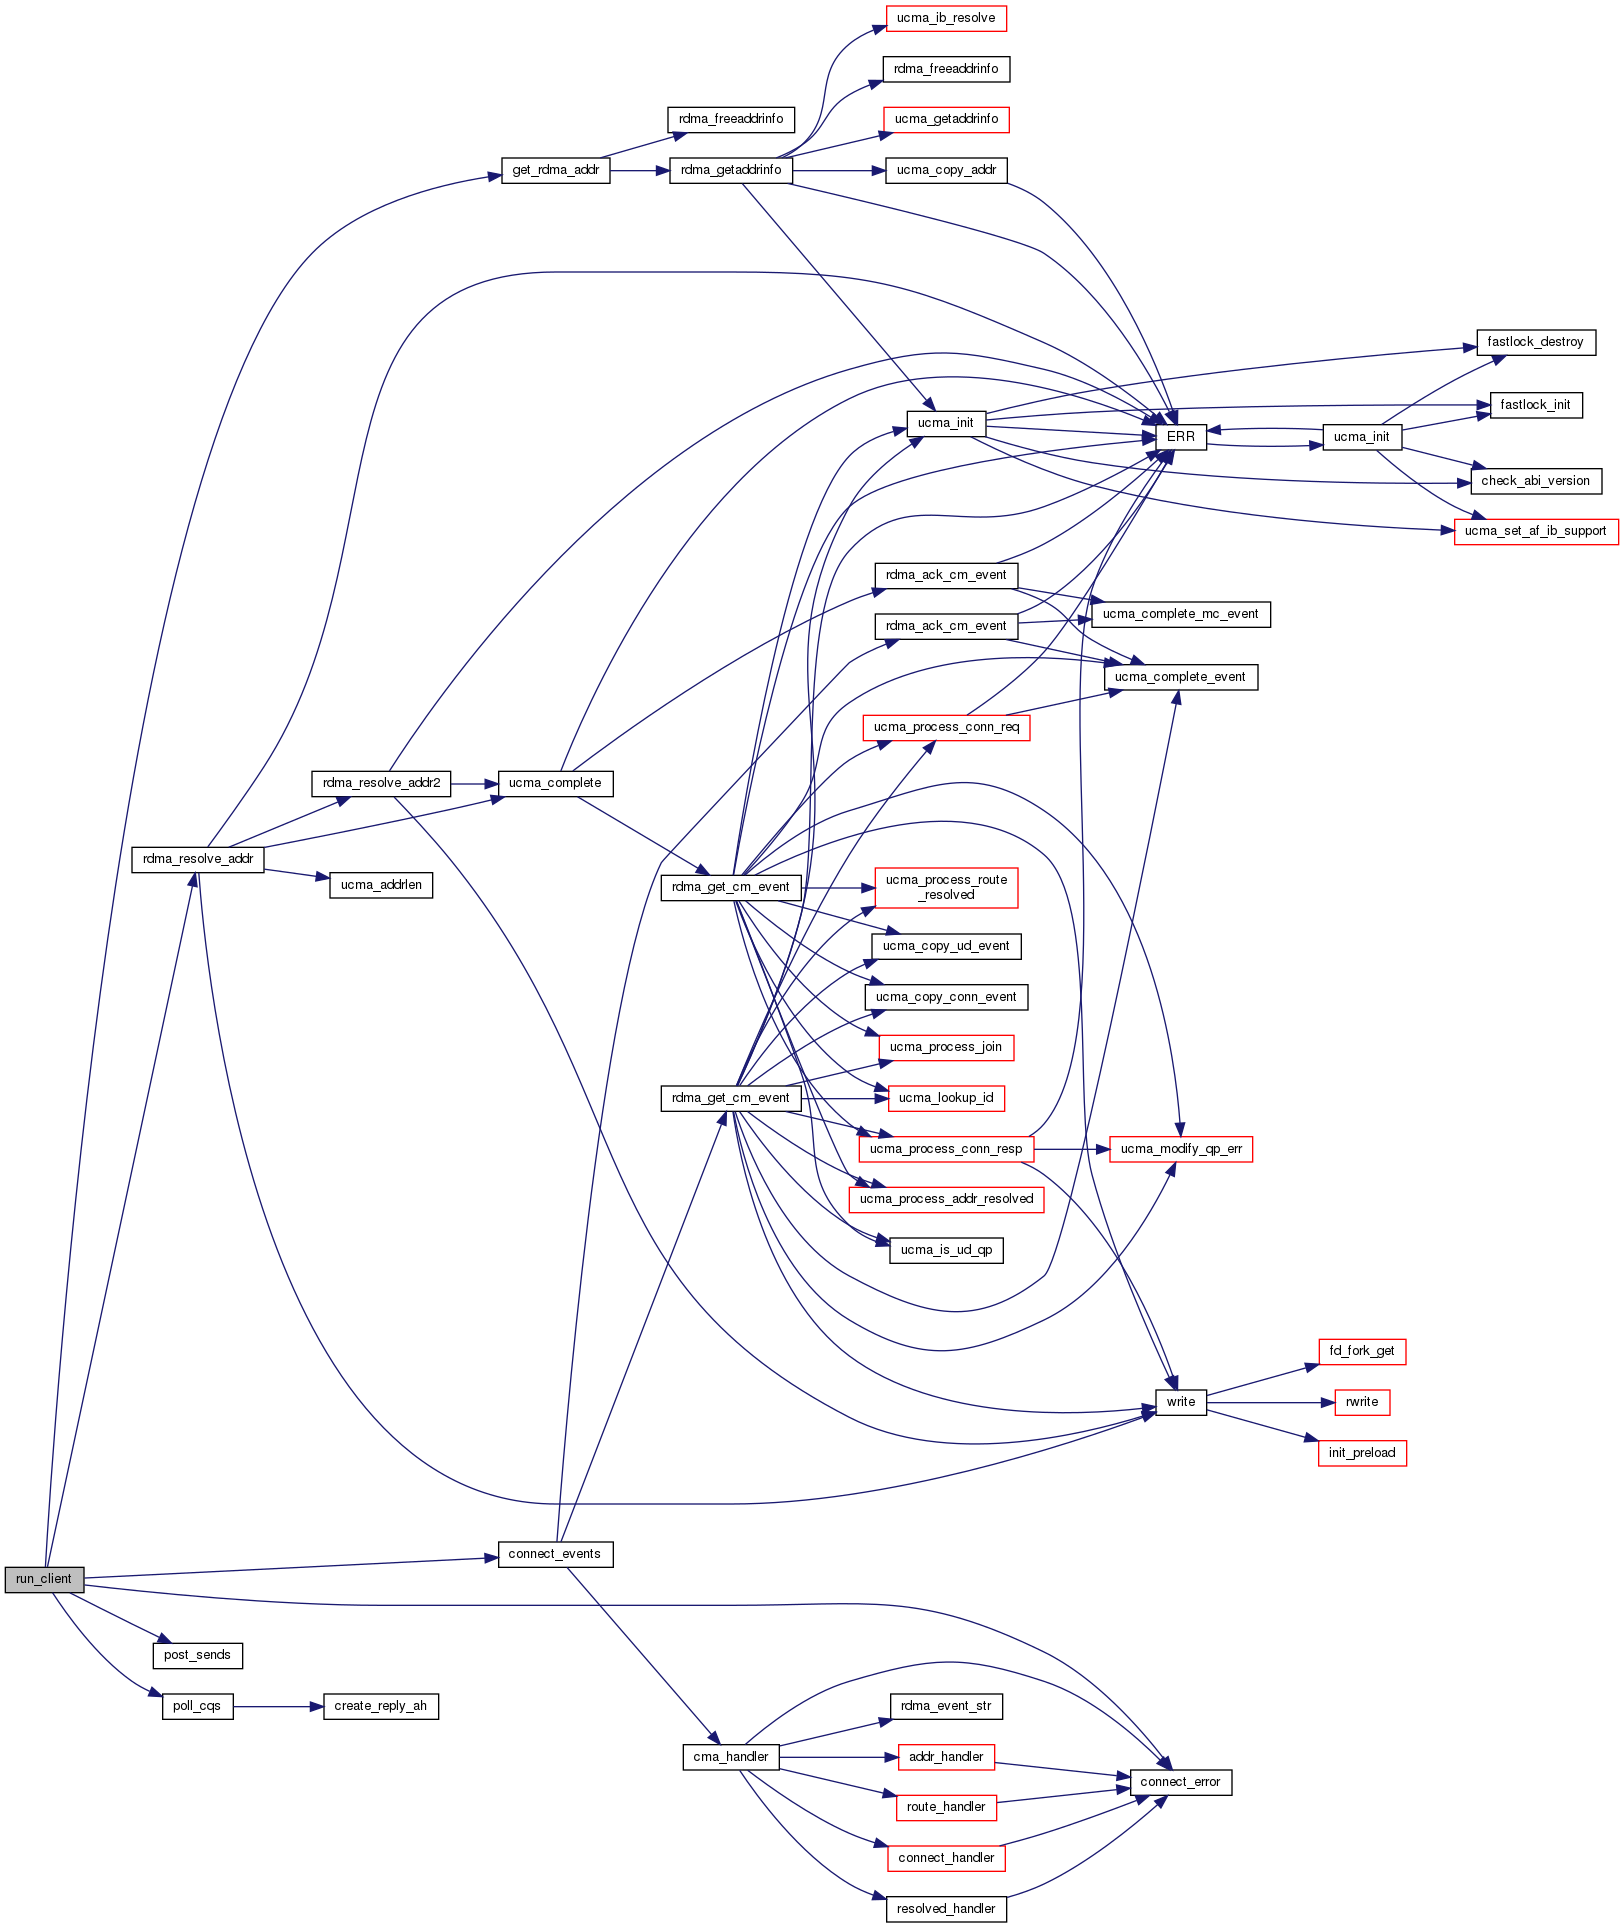 ucma_ib_resolve
rdma_freeaddrinfo
rdma_freeaddrinfo
ucma_getaddrinfo
get_rdma_addr
rdma_getaddrinfo
ucma_copy_addr
fastlock_destroy
fastlock_init
ucma_init
ERR
ucma_init
check_abi_version
ucma_set_af_ib_support
rdma_ack_cm_event
ucma_complete_mc_event
rdma_ack_cm_event
ucma_complete_event
ucma_process_conn_req
rdma_resolve_addr2
ucma_complete
rdma_resolve_addr
ucma_addrlen
rdma_get_cm_event
ucma_process_route
_resolved
ucma_copy_ud_event
ucma_copy_conn_event
ucma_process_join
rdma_get_cm_event
ucma_lookup_id
ucma_process_conn_resp
ucma_modify_qp_err
ucma_process_addr_resolved
ucma_is_ud_qp
fd_fork_get
write
rwrite
init_preload
connect_events
run_client
post_sends
poll_cqs
create_reply_ah
rdma_event_str
cma_handler
addr_handler
connect_error
route_handler
connect_handler
resolved_handler